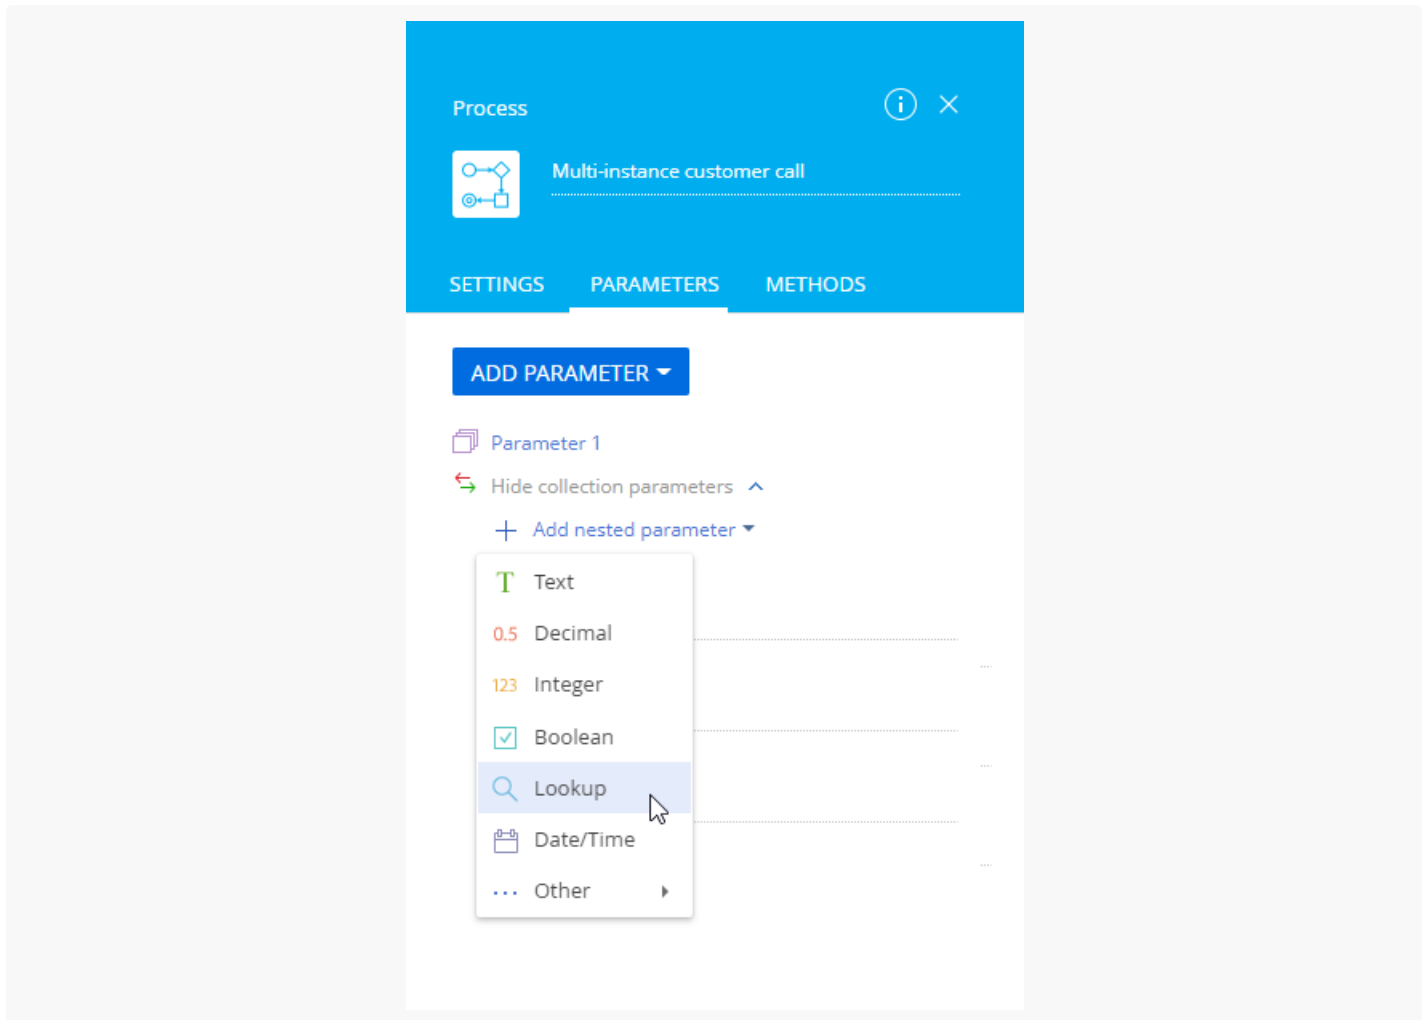 Process
Multi-instance customer call
SETTINGS PARAMETERS METHODS
ADD PARAMETER
Parameter 1
Hide collection parameters
Add nested parameter
T Text
0.5 Decimal
123 Integer
Boolean
Lookup
Date/Time
... Other